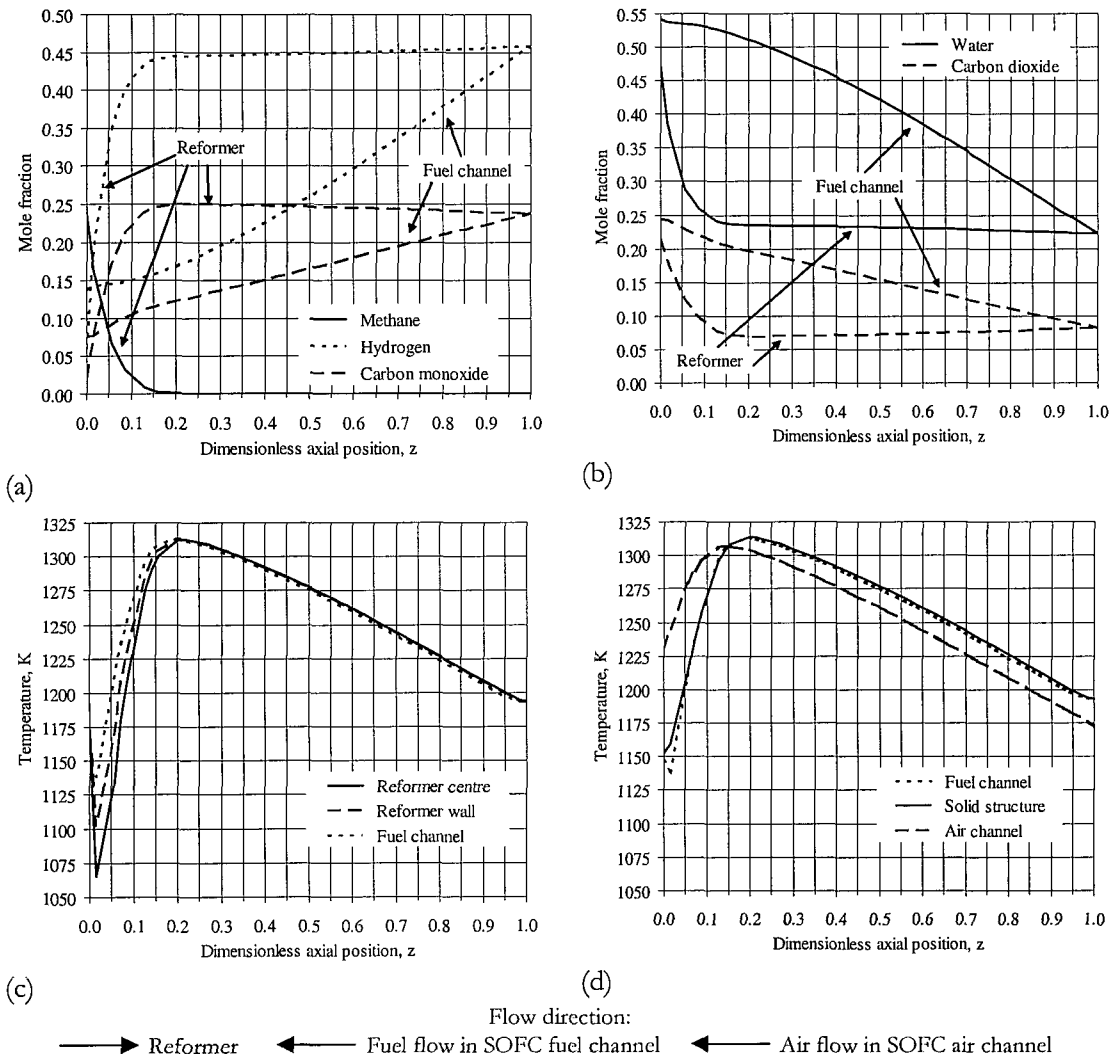 0.50
0.45
0.40
0.35
0.30
0.25
0.20
0.15
0.10
0.05
0.00
Mole fraction
Reformer
Fuel channel
Methane
Hydrogen
Carbon monoxide
0.0 0.1 0.2 0.3 0.4 0.5 0.6 0.7 0.8 0.9 1.0
Dimensionless axial position, z
(a)
0.55
0.50
0.45
0.40
0.35
0.30
0.25
0.20
0.15
0.10
0.05
0.00
Mole fraction
Water
Carbon dioxide
Fuel channel
Reformer
0.0 0.1 0.2 0.3 0.4 0.5 0.6 0.7 0.8 0.9 1.0
Dimensionless axial position, z
(b)
1325
1300
1275
1250
1225
1200
1175
1150
1125
1100
1075
1050
Temperature, K
Reformer centre
Reformer wall
Fuel channel
0.0 0.1 0.2 0.3 0.4 0.5 0.6 0.7 0.8 0.9 1.0
Dimensionless axial position, z
(c)
1325
1300
1275
1250
1225
1200
1175
1150
1125
1100
1075
1050
Temperature, K
Fuel channel
Solid structure
Air channel
0.0 0.1 0.2 0.3 0.4 0.5 0.6 0.7 0.8 0.9 1.0
Dimensionless axial position, z
(d)
Flow direction:
Reformer Fuel flow in SOFC fuel channel Air flow in SOFC air channel